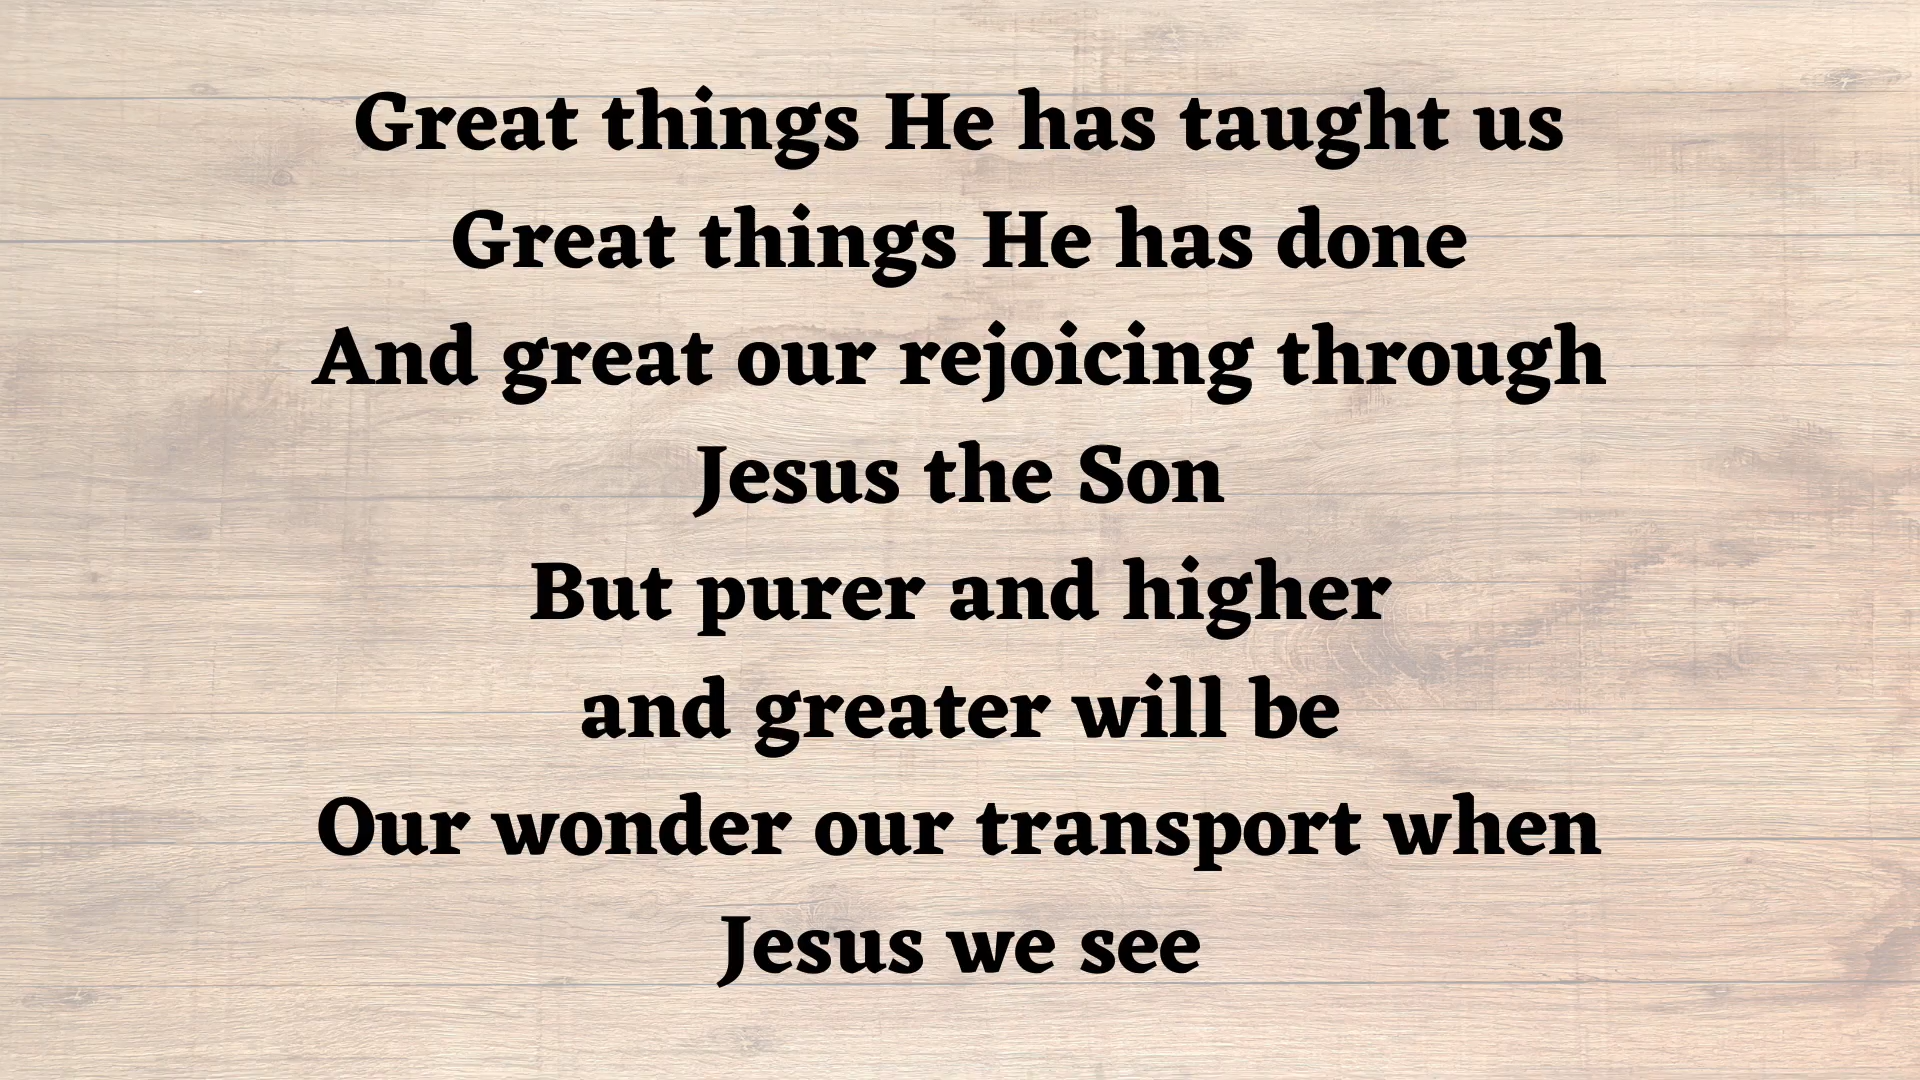 Great things He has taught us
Great things He has done
And great our rejoicing through
Jesus the Son
But purer and higher
and greater will be
Our wonder our transport when
Jesus we see